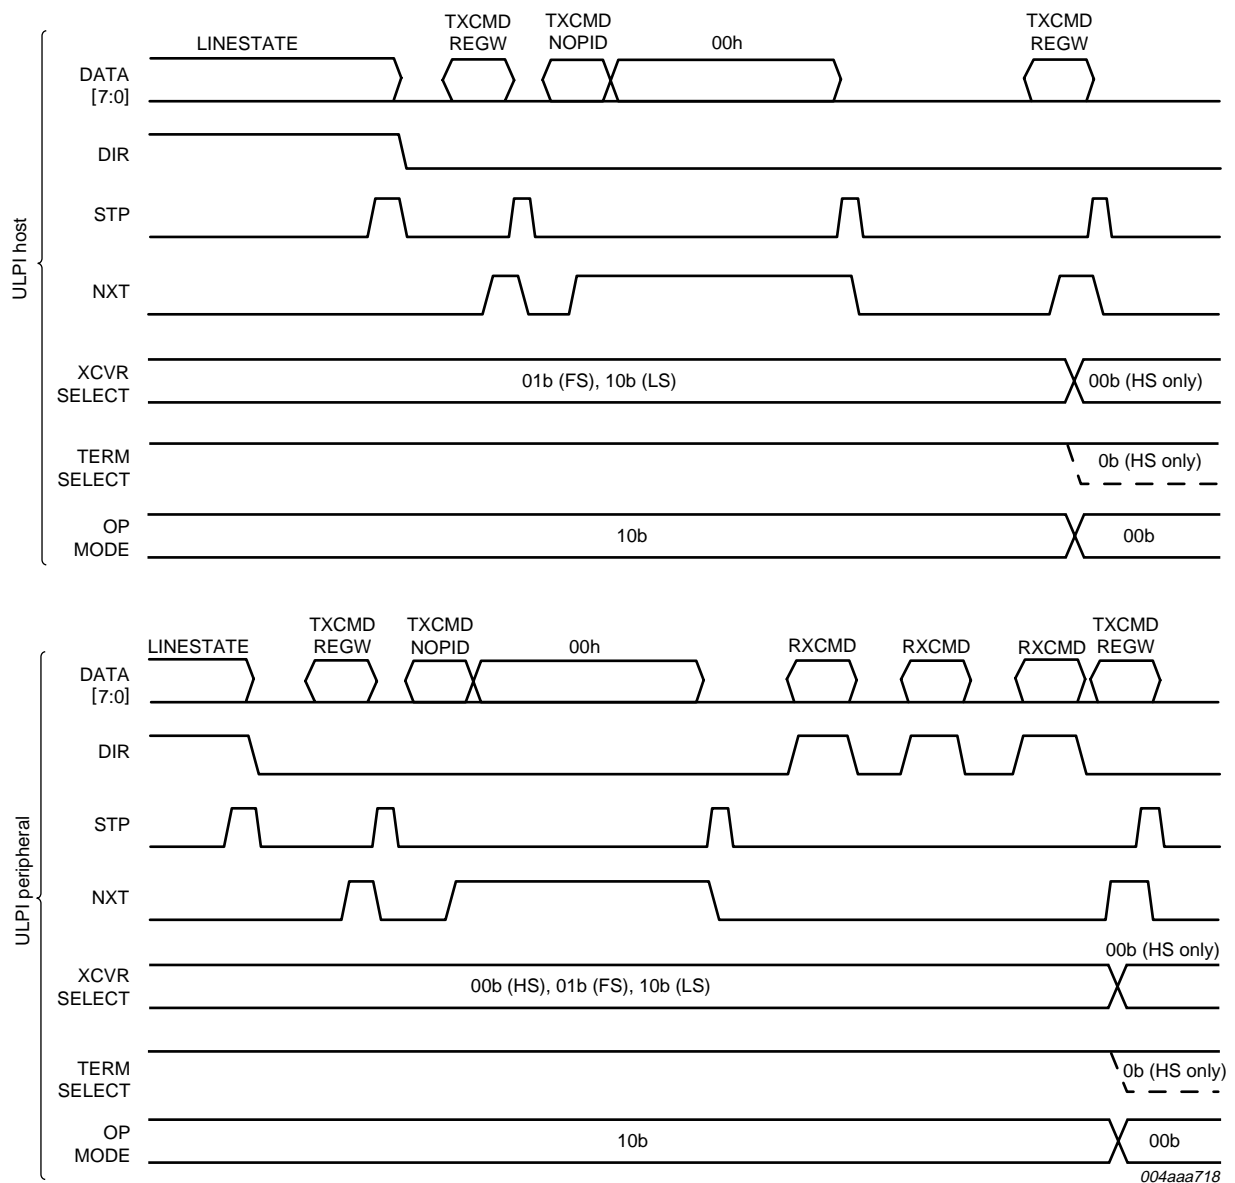 ULPI host
TXCMD
REGW
TXCMD
NOPID
TXCMD
REGW
LINESTATE
00h
DATA
[7:0]
DIR
STP
NXT
XCVR
SELECT
01b (FS), 10b (LS)
00b (HS only)
TERM
SELECT
0b (HS only)
OP
MODE
10b
00b
ULPI peripheral
LINESTATE
TXCMD
REGW
TXCMD
NOPID
00h
RXCMD
RXCMD
RXCMD
TXCMD
REGW
DATA
[7:0]
DIR
STP
NXT
XCVR
SELECT
00b (HS), 01b (FS), 10b (LS)
00b (HS only)
TERM
SELECT
0b (HS only)
OP
MODE
10b
00b
004aaa718